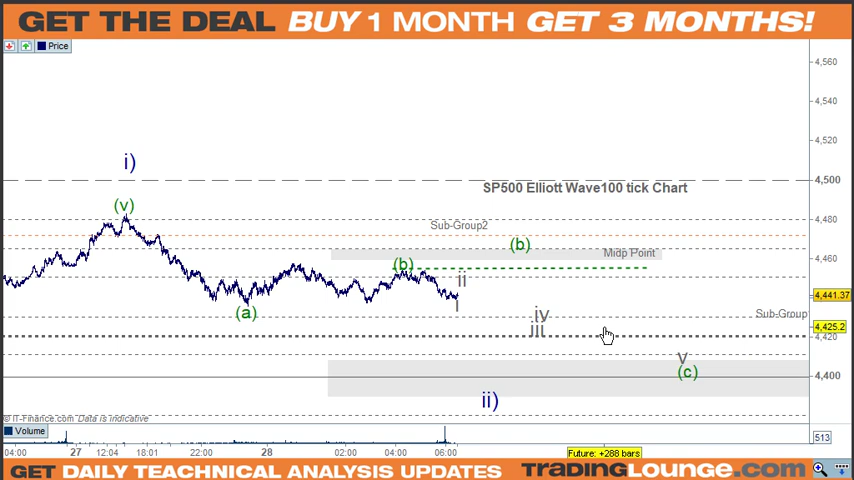 GET THE DEAL BUY 1 MONTH GET 3 MONTHS!
Price
4,560
4,540
4,520
i)
4,500
SP500 Elliott Wave100 tick Chart
(v)
4,480
Sub-Group2
(b)
Midp Point
4,460
(b)
ii
4,441.37
i
(a)
iv
Sub-Group
4,425.2
iii
4,420
v
(c)
4,400
ii)
© IT-Finance.com Data is indicative
Volume
513
04:00 27 12:04 18:01 22:00 28 02:00 04:00 06:00 Future: +288 bars
GET DAILY TEACHNICAL ANALYSIS UPDATES TRADINGLOUNGE.com